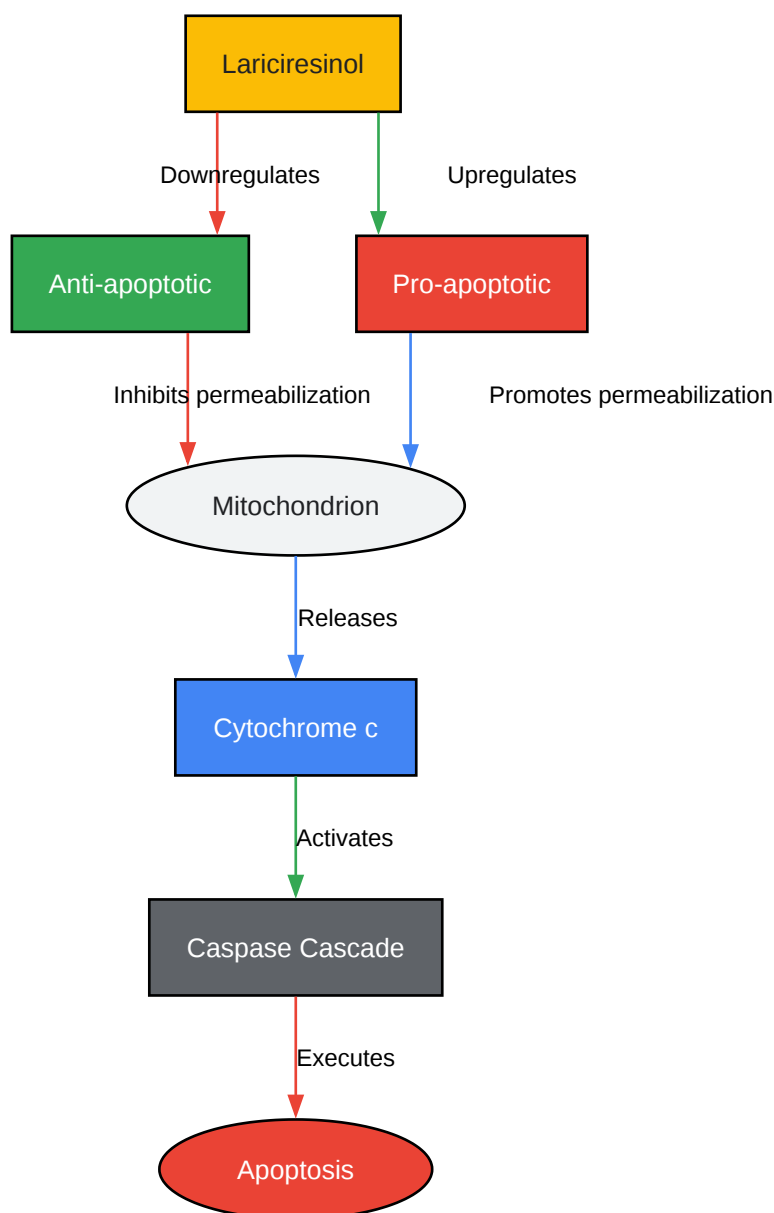 Lariciresinol
Downregulates
Upregulates
Anti-apoptotic
Pro-apoptotic
Inhibits permeabilization
Promotes permeabilization
Mitochondrion
Releases
Cytochrome c
Activates
Caspase Cascade
Executes
Apoptosis